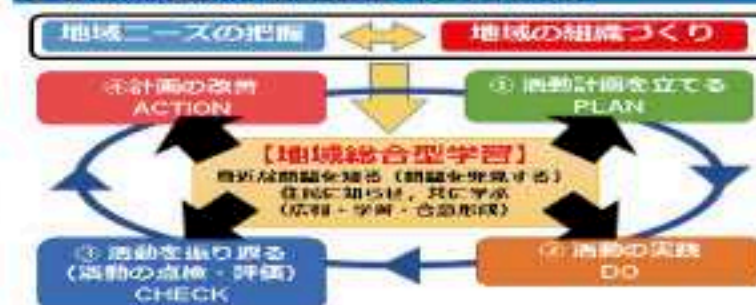 地域ニーズの把握
地域の組織づくり
④計画の改善
ACTION
① 活動計画を立てる
PLAN
【地域総合型学習】
身近な問題を知る(問題を発見する)
住民に知らせ、共に学ぶ
(広報・学習・合意形成)
③ 活動を振り返る
(活動の点検・評価)
CHECK
② 活動の実践
DO